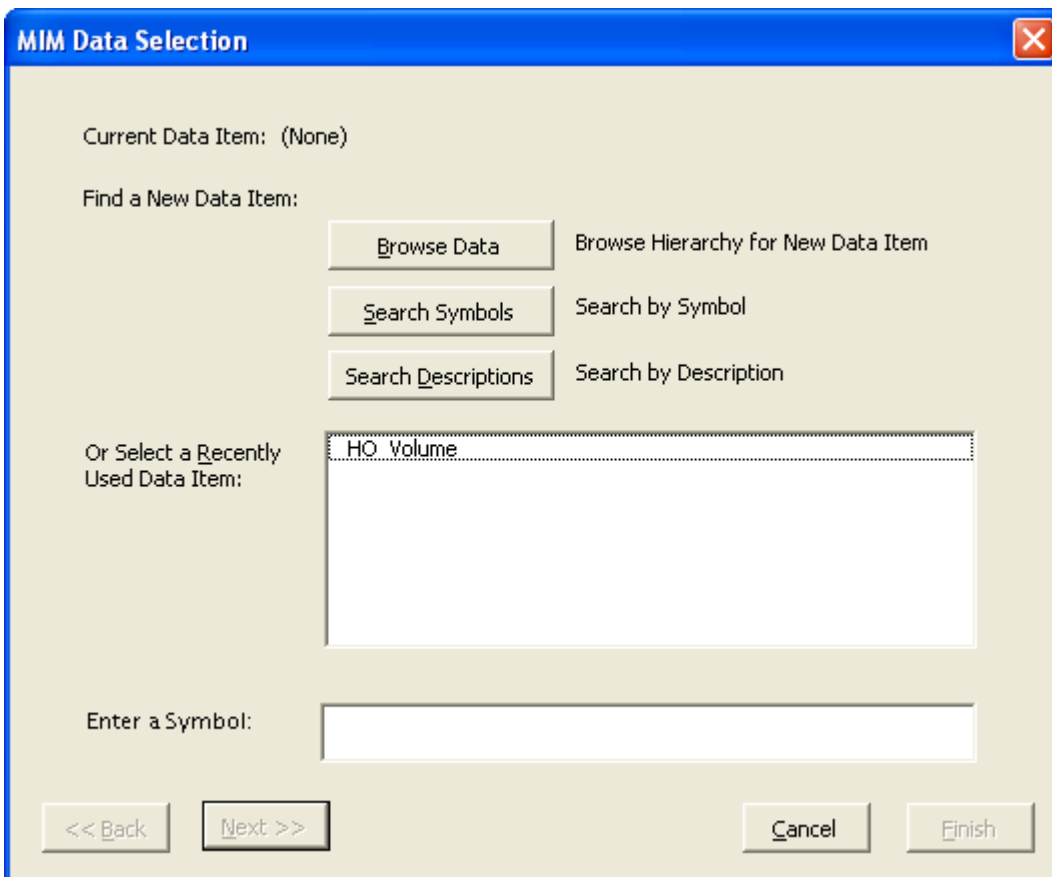 MIM Data Selection
Current Data Item: (None)
Find a New Data Item:
Browse Data
Browse Hierarchy for New Data Item
Search Symbols
Search by Symbol
Search Descriptions
Search by Description
Or Select a Recently
Used Data Item:
HO Volume
Enter a Symbol:
<< Back
Next >>
Cancel
Finish